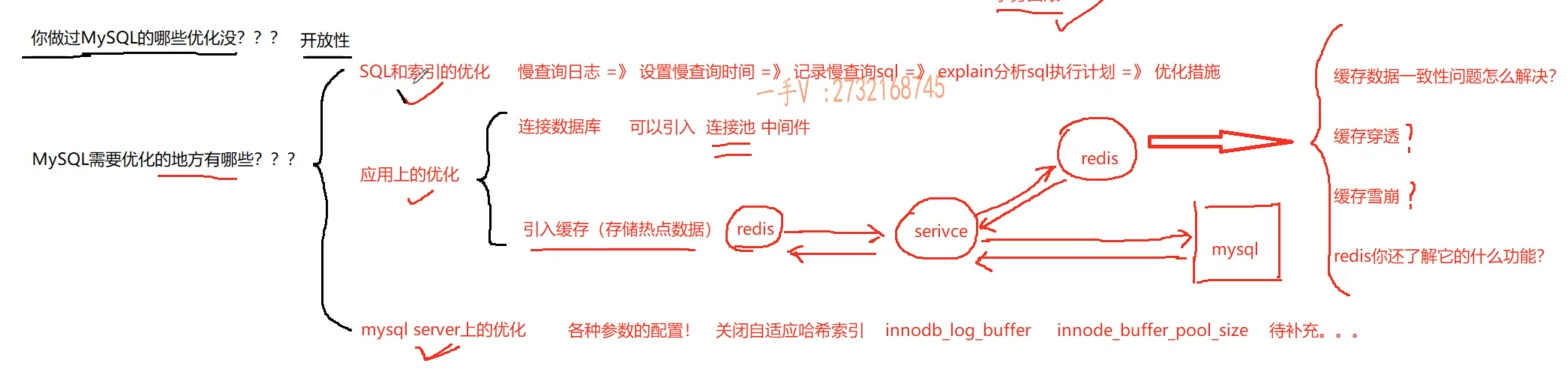 你做过MySQL的哪些优化没？？？ 开放性
SQL和索引的优化 慢查询日志 =》 设置慢查询时间 =》 记录慢查询sql =》 explain分析sql执行计划 =》 优化措施
一手V :2732168745
缓存数据一致性问题怎么解决？
连接数据库 可以引入 连接池 中间件
缓存穿透？
MySQL需要优化的地方有哪些？？？
redis
应用上的优化
缓存雪崩？
引入缓存（存储热点数据） redis serivce
mysql
redis你还了解它的什么功能？
mysql server上的优化 各种参数的配置！ 关闭自适应哈希索引 innodb_log_buffer innode_buffer_pool_size 待补充。。。